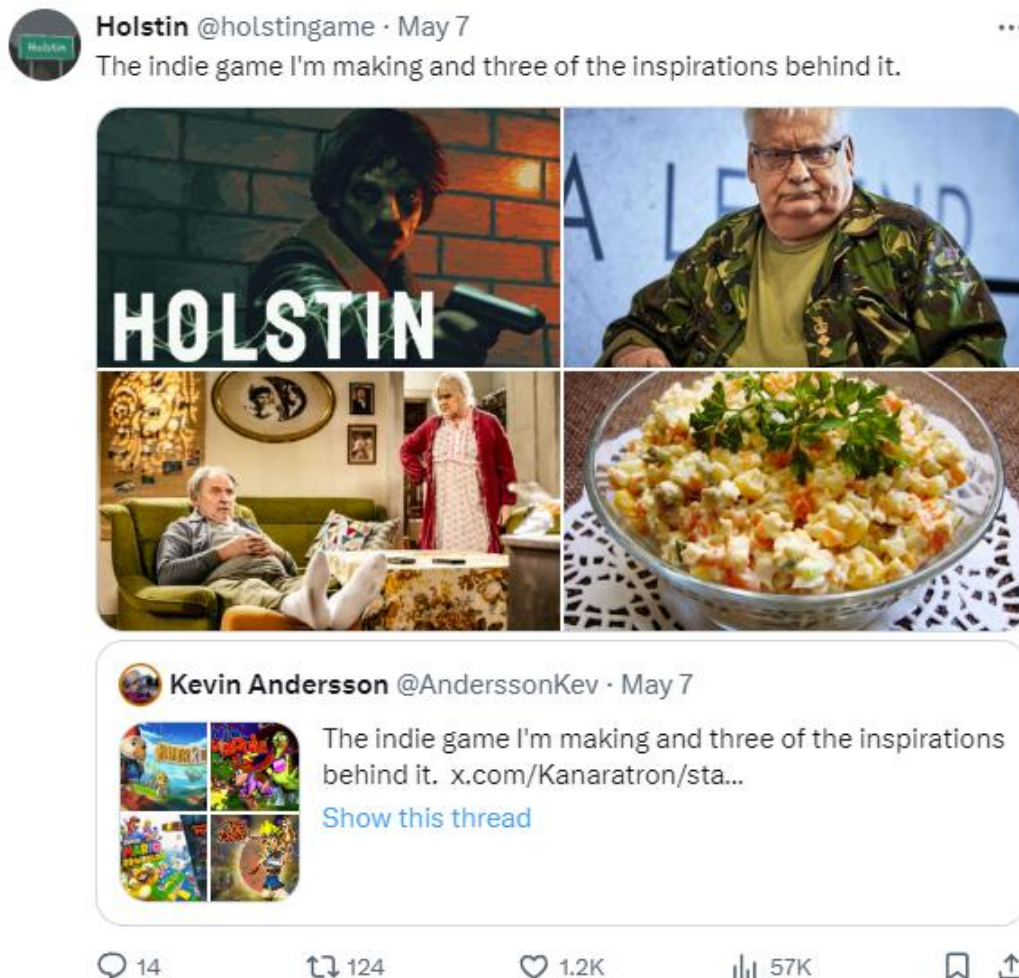 Holstin @holstingame · May 7
The indie game I'm making and three of the inspirations behind it.
Holstin
HOLSTIN
A LE ND
Kevin Andersson @AnderssonKev · May 7
The indie game I'm making and three of the inspirations
behind it. x.com/Kanaratron/sta...
Show this thread
MARIO
14 124 1.2K 57K